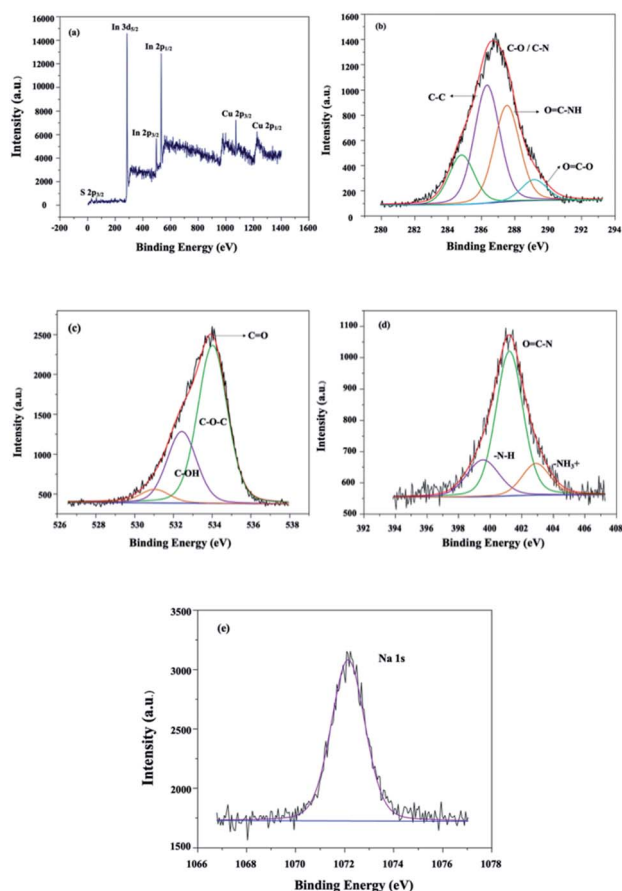 (a)
Intensity (a.u.)
16000
14000
12000
10000
8000
6000
4000
2000
0
In 3d5/2
In 2p1/2
In 2p3/2
Cu 2p3/2
Cu 2p3/2
S 2p3/2
-200 0 200 400 600 800 1000 1200 1400 1600
Binding Energy (eV)
(b)
Intensity (a.u.)
1600
1400
1200
1000
800
600
400
200
0
C-O / C-N
C-C
O=C-NH
O=C-O
280 282 284 286 288 290 292 294
Binding Energy (eV)
(c)
Intensity (a.u.)
2500
2000
1500
1000
500
C=O
C-O-C
C-OH
526 528 530 532 534 536 538
Binding Energy (eV)
(d)
Intensity (a.u.)
1100
1000
900
800
700
600
500
O=C-N
-N-H
-NH3+
392 394 396 398 400 402 404 406 408
Binding Energy (eV)
(e)
Intensity (a.u.)
3500
3000
2500
2000
1500
Na 1s
1066 1068 1070 1072 1074 1076 1078
Binding Energy (eV)